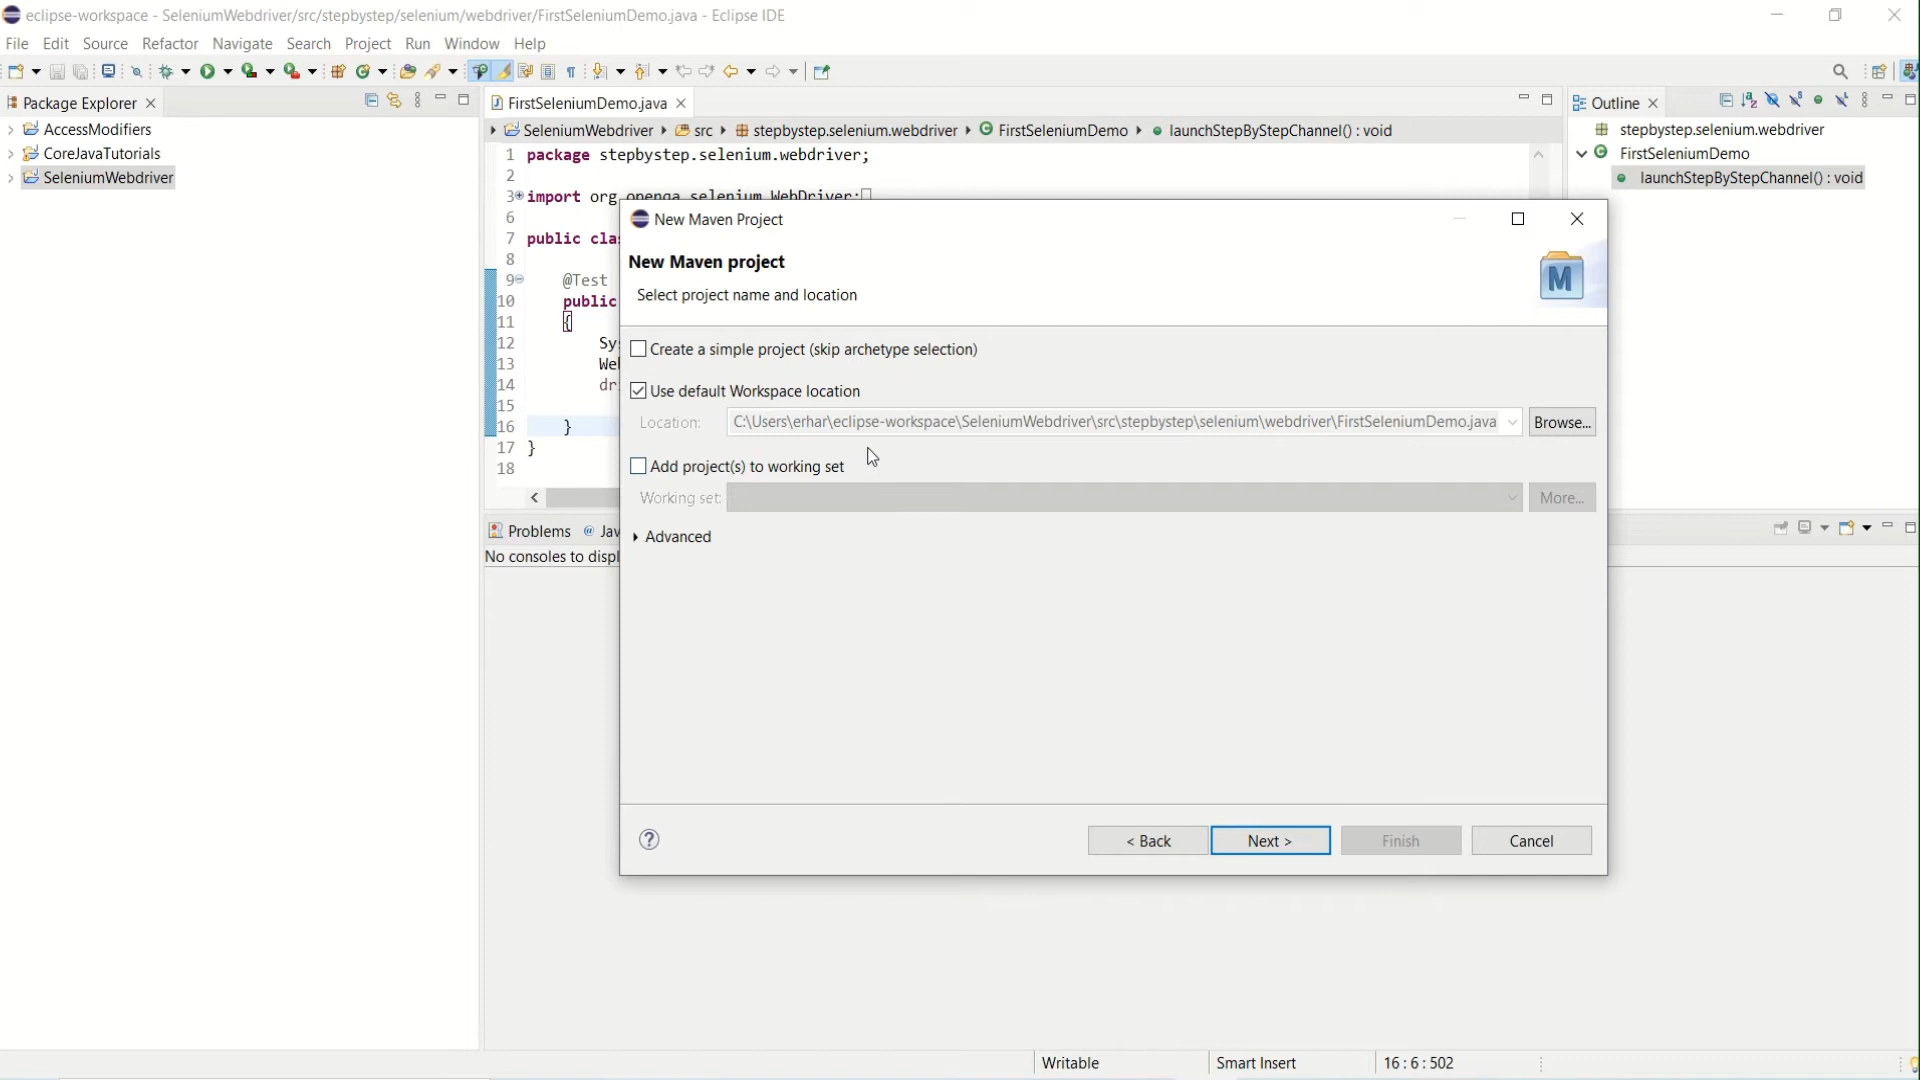 eclipse-workspace - SeleniumWebdriver/src/stepbystep/selenium/webdriver/FirstSeleniumDemo.java - Eclipse IDE
File Edit Source Refactor Navigate Search Project Run Window Help
Package Explorer
AccessModifiers
CoreJavaTutorials
SeleniumWebdriver
FirstSeleniumDemo.java
SeleniumWebdriver src stepbystep.selenium.webdriver FirstSeleniumDemo launchStepByStepChannel() : void
1 package stepbystep.selenium.webdriver;
2
3 import org.openqa.selenium.WebDriver;
6
7 public cla
8
9 @Test
10 public
11 {
12 Sy
13 We
14 dr
15
16 }
17 }
18
Outline
stepbystep.selenium.webdriver
FirstSeleniumDemo
launchStepByStepChannel() : void
Problems @ Jav
No consoles to displ
New Maven Project
New Maven project
Select project name and location
M
Create a simple project (skip archetype selection)
Use default Workspace location
Location: C:\Users\erhar\eclipse-workspace\SeleniumWebdriver\src\stepbystep\selenium\webdriver\FirstSeleniumDemo.java Browse...
Add project(s) to working set
Working set: More...
Advanced
? < Back Next > Finish Cancel
Writable Smart Insert 16 : 6 : 502